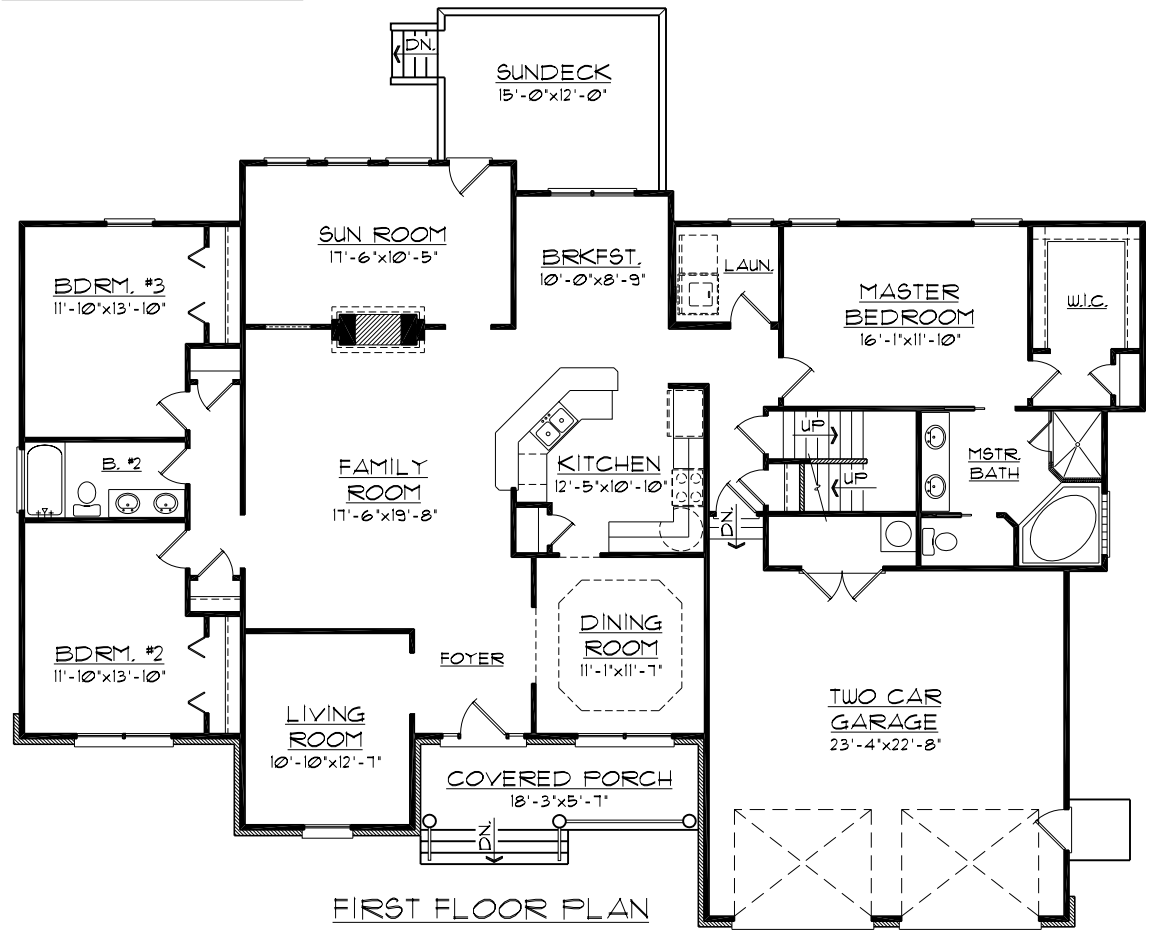 DN.
SUNDECK
15'-0"x12'-0"
SUN ROOM
17'-6"x10'-5"
BRKFST.
10'-0"x8'-9"
LAUN.
BDRM. #3
11'-10"x13'-10"
MASTER
BEDROOM
16'-1"x11'-10"
W.I.C.
B. #2
FAMILY
ROOM
17'-6"x19'-8"
KITCHEN
12'-5"x10'-10"
UP
UP
MSTR.
BATH
DN.
BDRM. #2
11'-10"x13'-10"
FOYER
DINING
ROOM
11'-1"x11'-7"
LIVING
ROOM
10'-10"x12'-7"
TWO CAR
GARAGE
23'-4"x22'-8"
COVERED PORCH
18'-3"x5'-7"
DN.
FIRST FLOOR PLAN